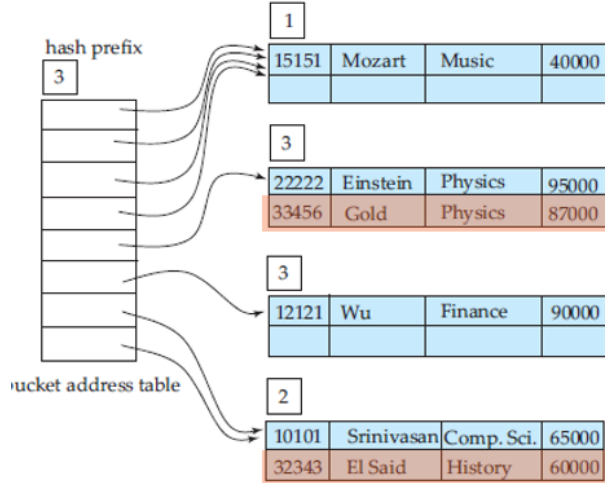 hash prefix
3
bucket address table
1
15151 Mozart Music 40000
3
22222 Einstein Physics 95000
33456 Gold Physics 87000
3
12121 Wu Finance 90000
2
10101 Srinivasan Comp. Sci. 65000
32343 El Said History 60000